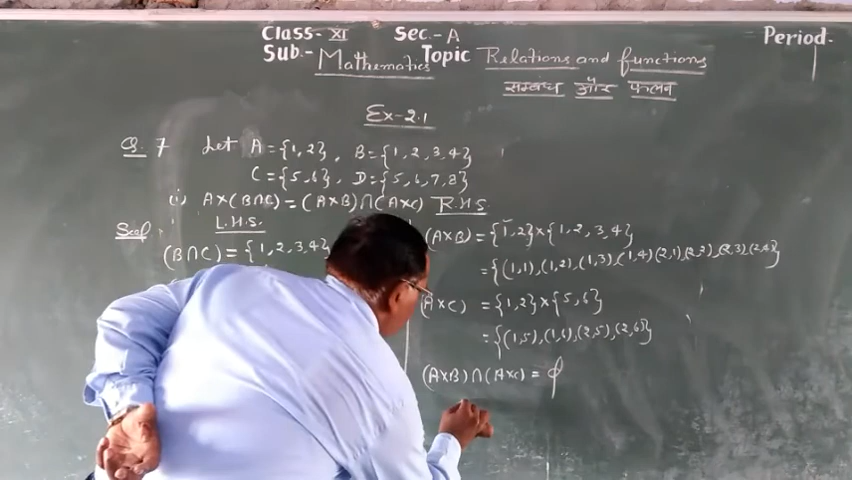 Class- XI Sec.- A Period-
Sub.- Mathematics Topic Relations and functions
सम्बंध और फलन
Ex-2.1
Q. 7 Let A={1,2}, B={1,2,3,4}
C={5,6}, D={5,6,7,8}
(i) A×(B∩C)=(A×B)∩(A×C)
L.H.S.
(B∩C)={1,2,3,4}
R.H.S.
(A×B)={1,2}×{1,2,3,4}
={(1,1),(1,2),(1,3),(1,4)(2,1),(2,2),(2,3),(2,4)}
(A×C) ={1,2}×{5,6}
={(1,5),(1,6),(2,5),(2,6)}
(A×B)∩(A×C)=ϕ